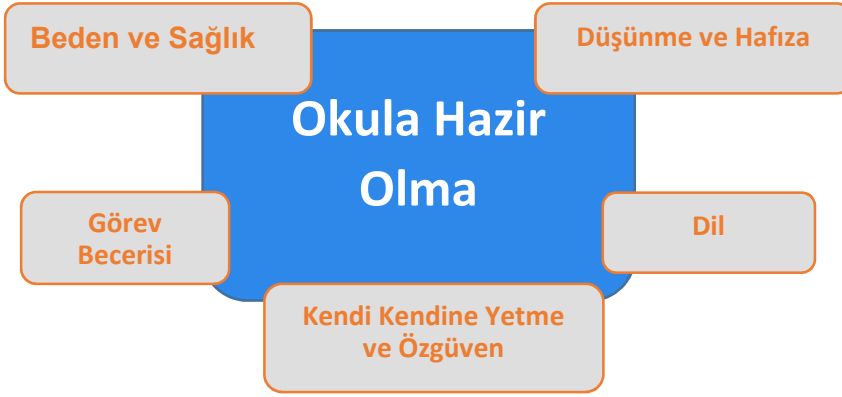 Beden ve Sağlık
Düşünme ve Hafıza
Okula Hazir
Olma
Görev
Becerisi
Dil
Kendi Kendine Yetme
ve Özgüven